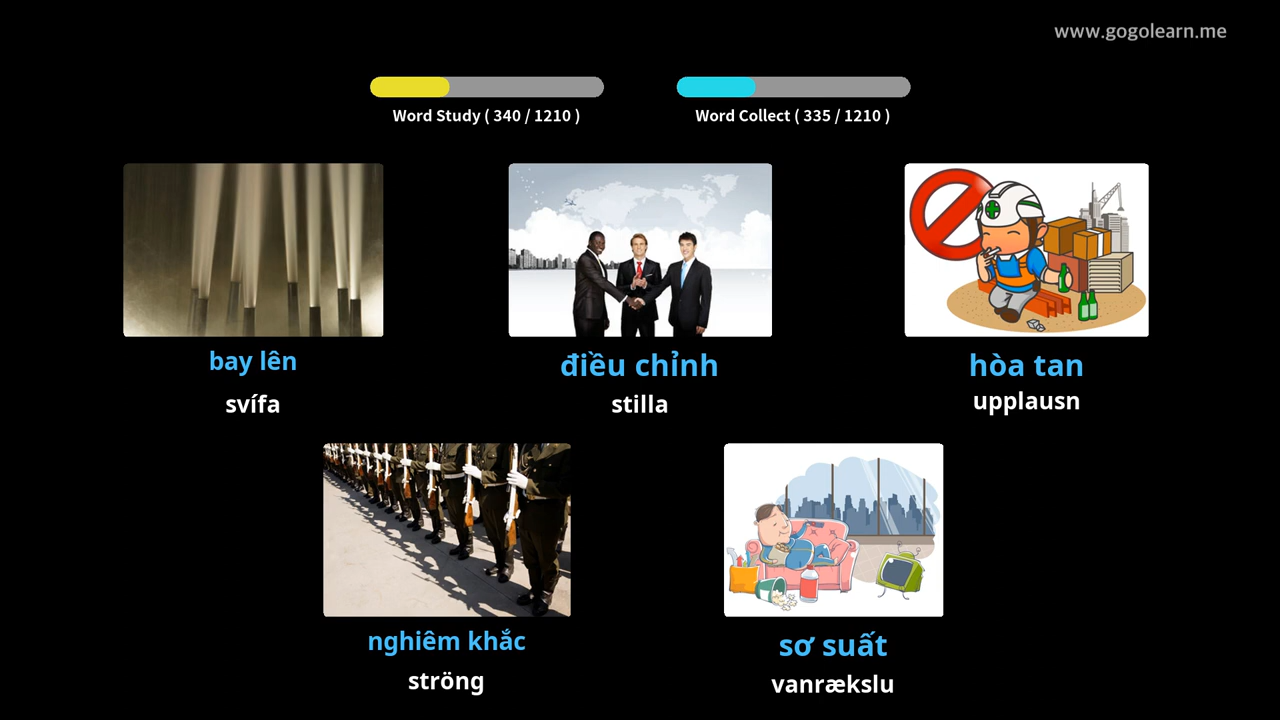 www.gogolearn.me
Word Study ( 340 / 1210 )
Word Collect ( 335 / 1210 )
bay lên
svífa
điều chỉnh
stilla
hòa tan
upplausn
nghiêm khắc
ströng
sơ suất
vanrækslu